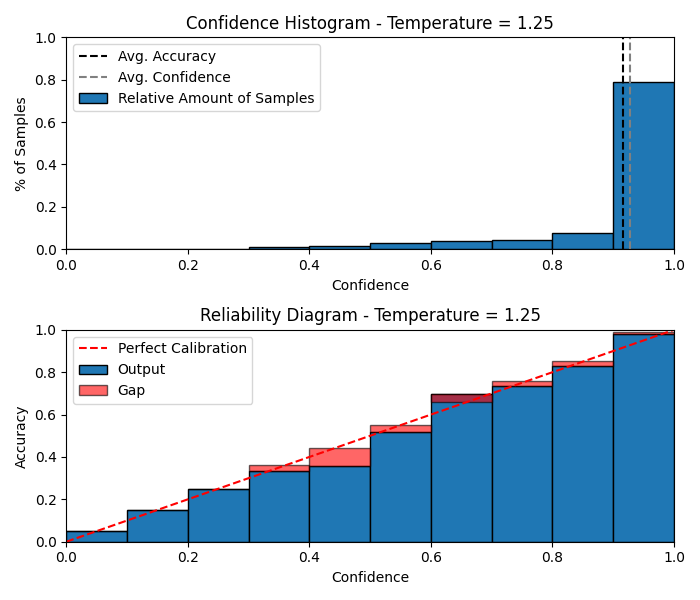 Confidence Histogram - Temperature = 1.25
1.0
0.8
0.6
0.4
0.2
0.0
% of Samples
Avg. Accuracy
Avg. Confidence
Relative Amount of Samples
0.0 0.2 0.4 0.6 0.8 1.0
Confidence
Reliability Diagram - Temperature = 1.25
1.0
0.8
0.6
0.4
0.2
0.0
Accuracy
Perfect Calibration
Output
Gap
0.0 0.2 0.4 0.6 0.8 1.0
Confidence